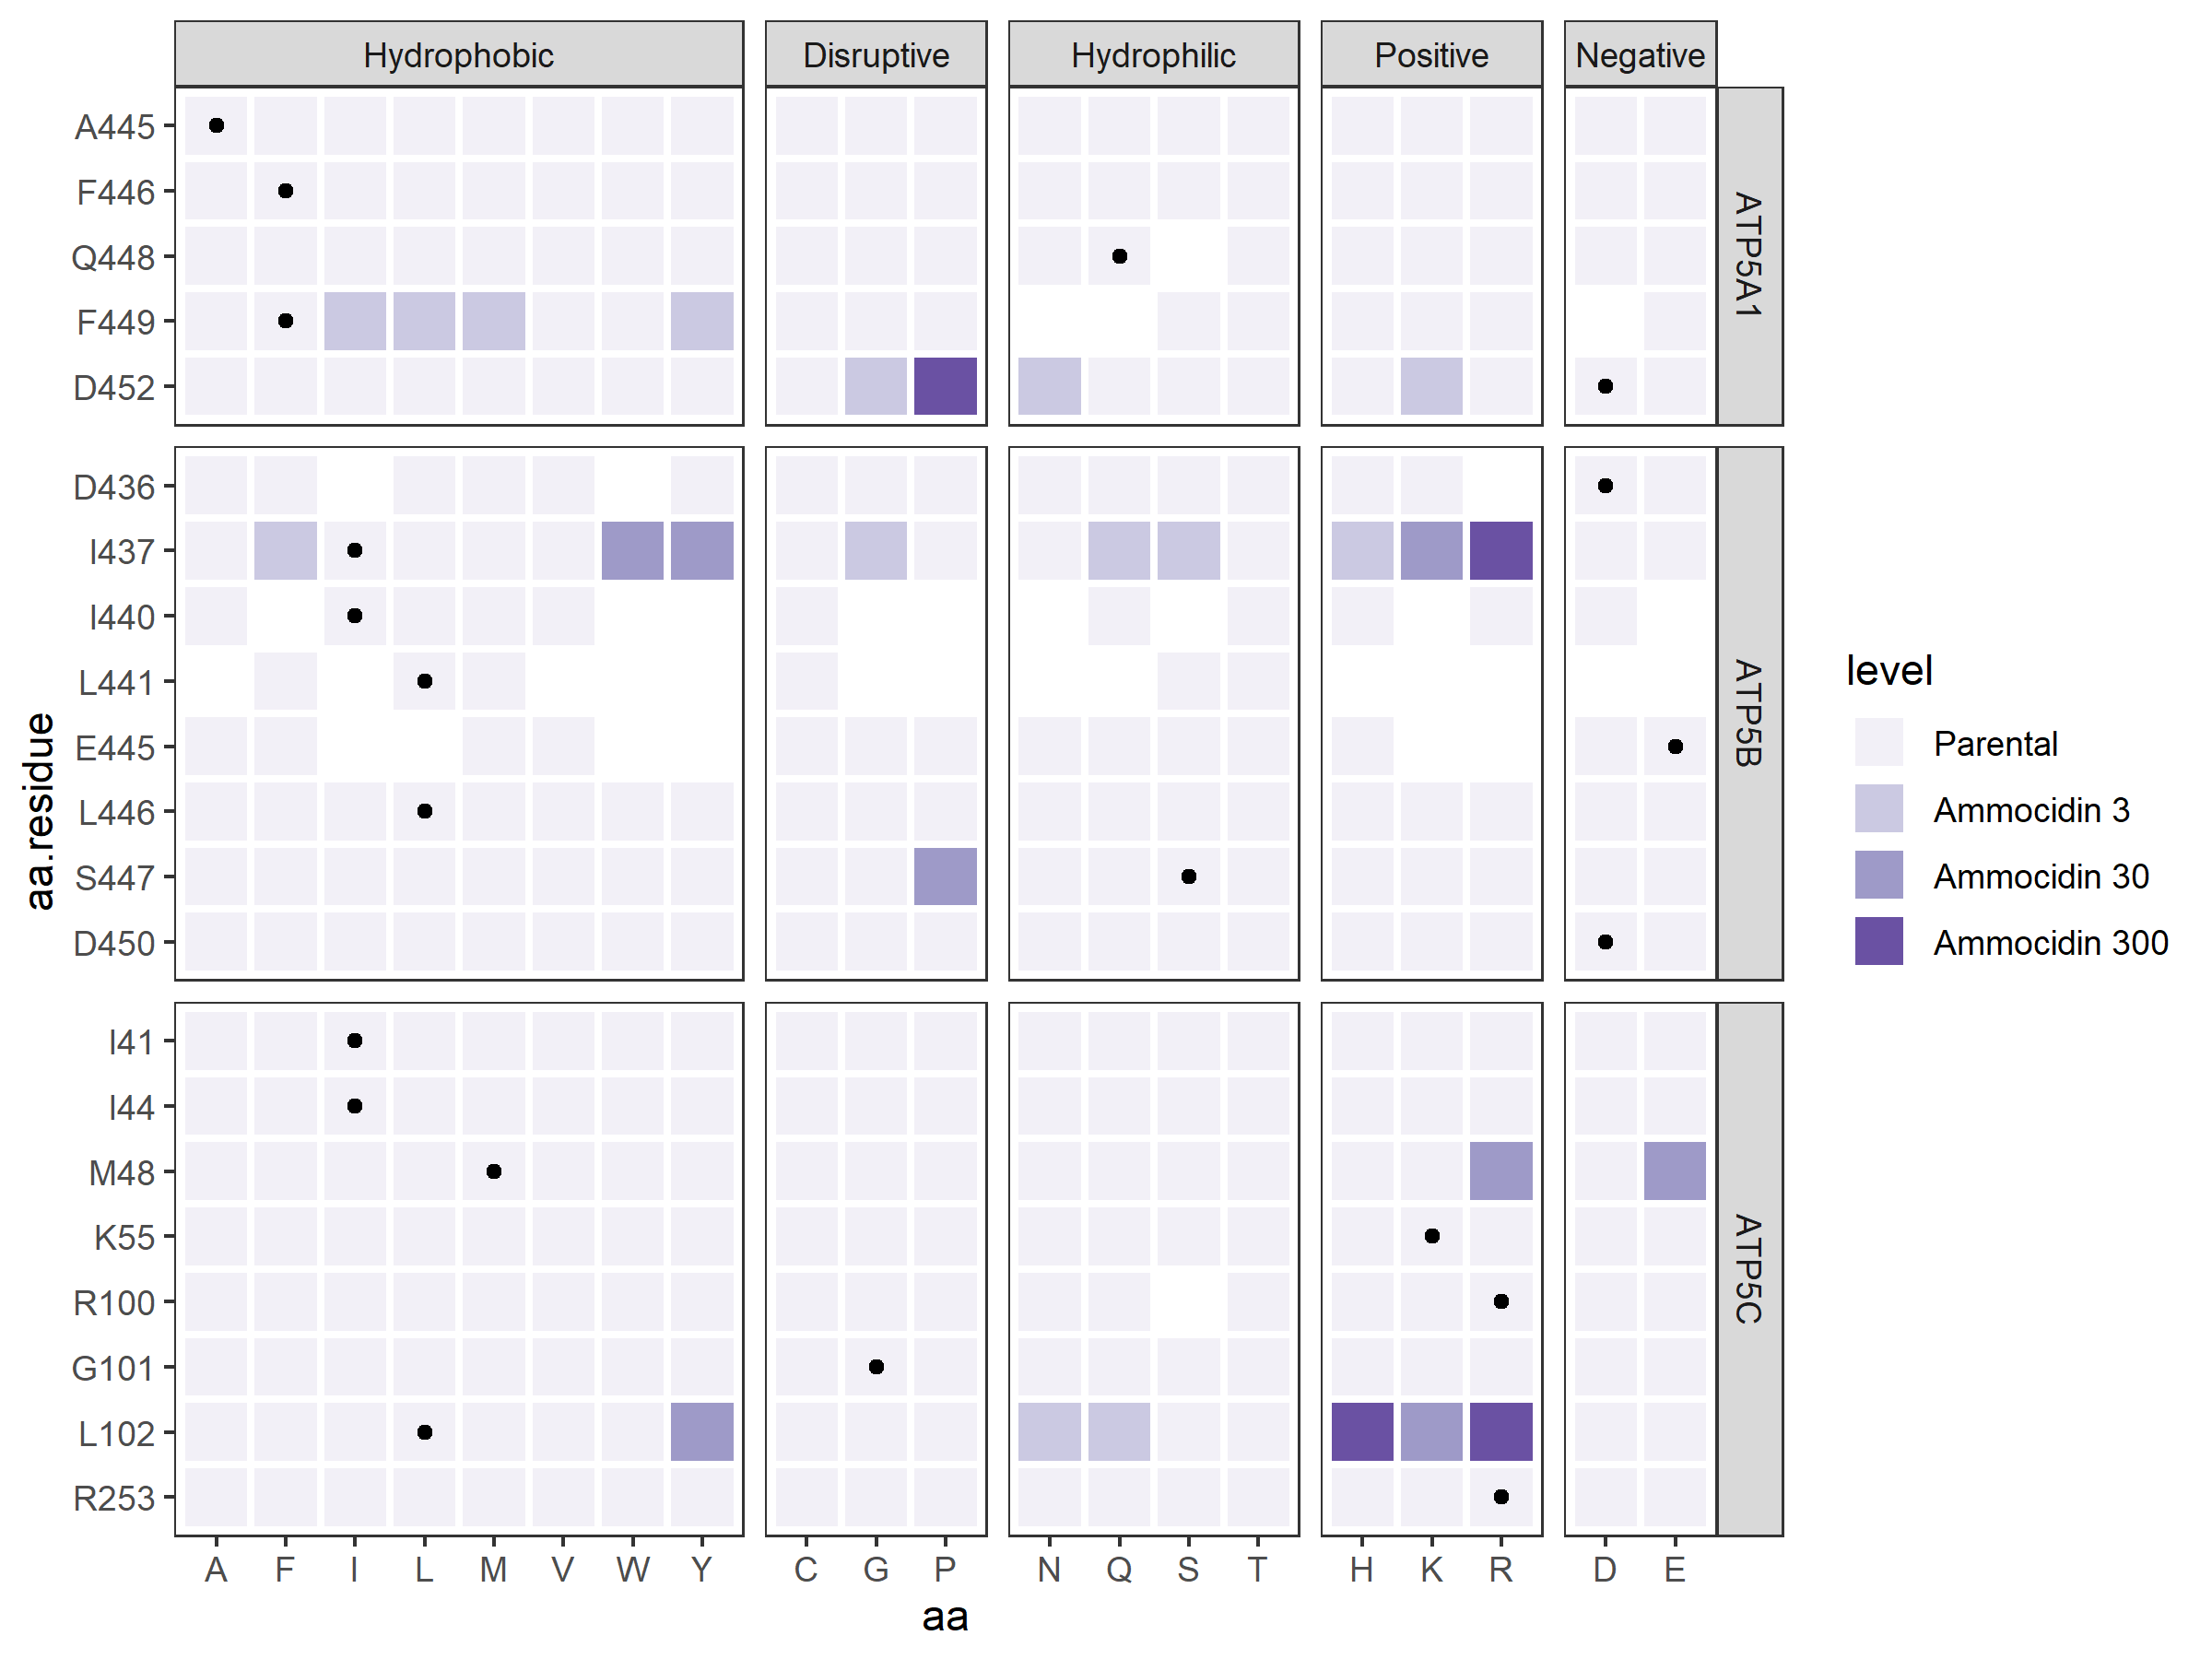 Hydrophobic Disruptive Hydrophilic Positive Negative
A445
F446
Q448
F449
D452
ATP5A1
D436
I437
I440
L441
E445
L446
S447
D450
ATP5B
I41
I44
M48
K55
R100
G101
L102
R253
ATP5C
A F I L M V W Y C G P N Q S T H K R D E
aa
aa.residue
level
Parental
Ammocidin 3
Ammocidin 30
Ammocidin 300